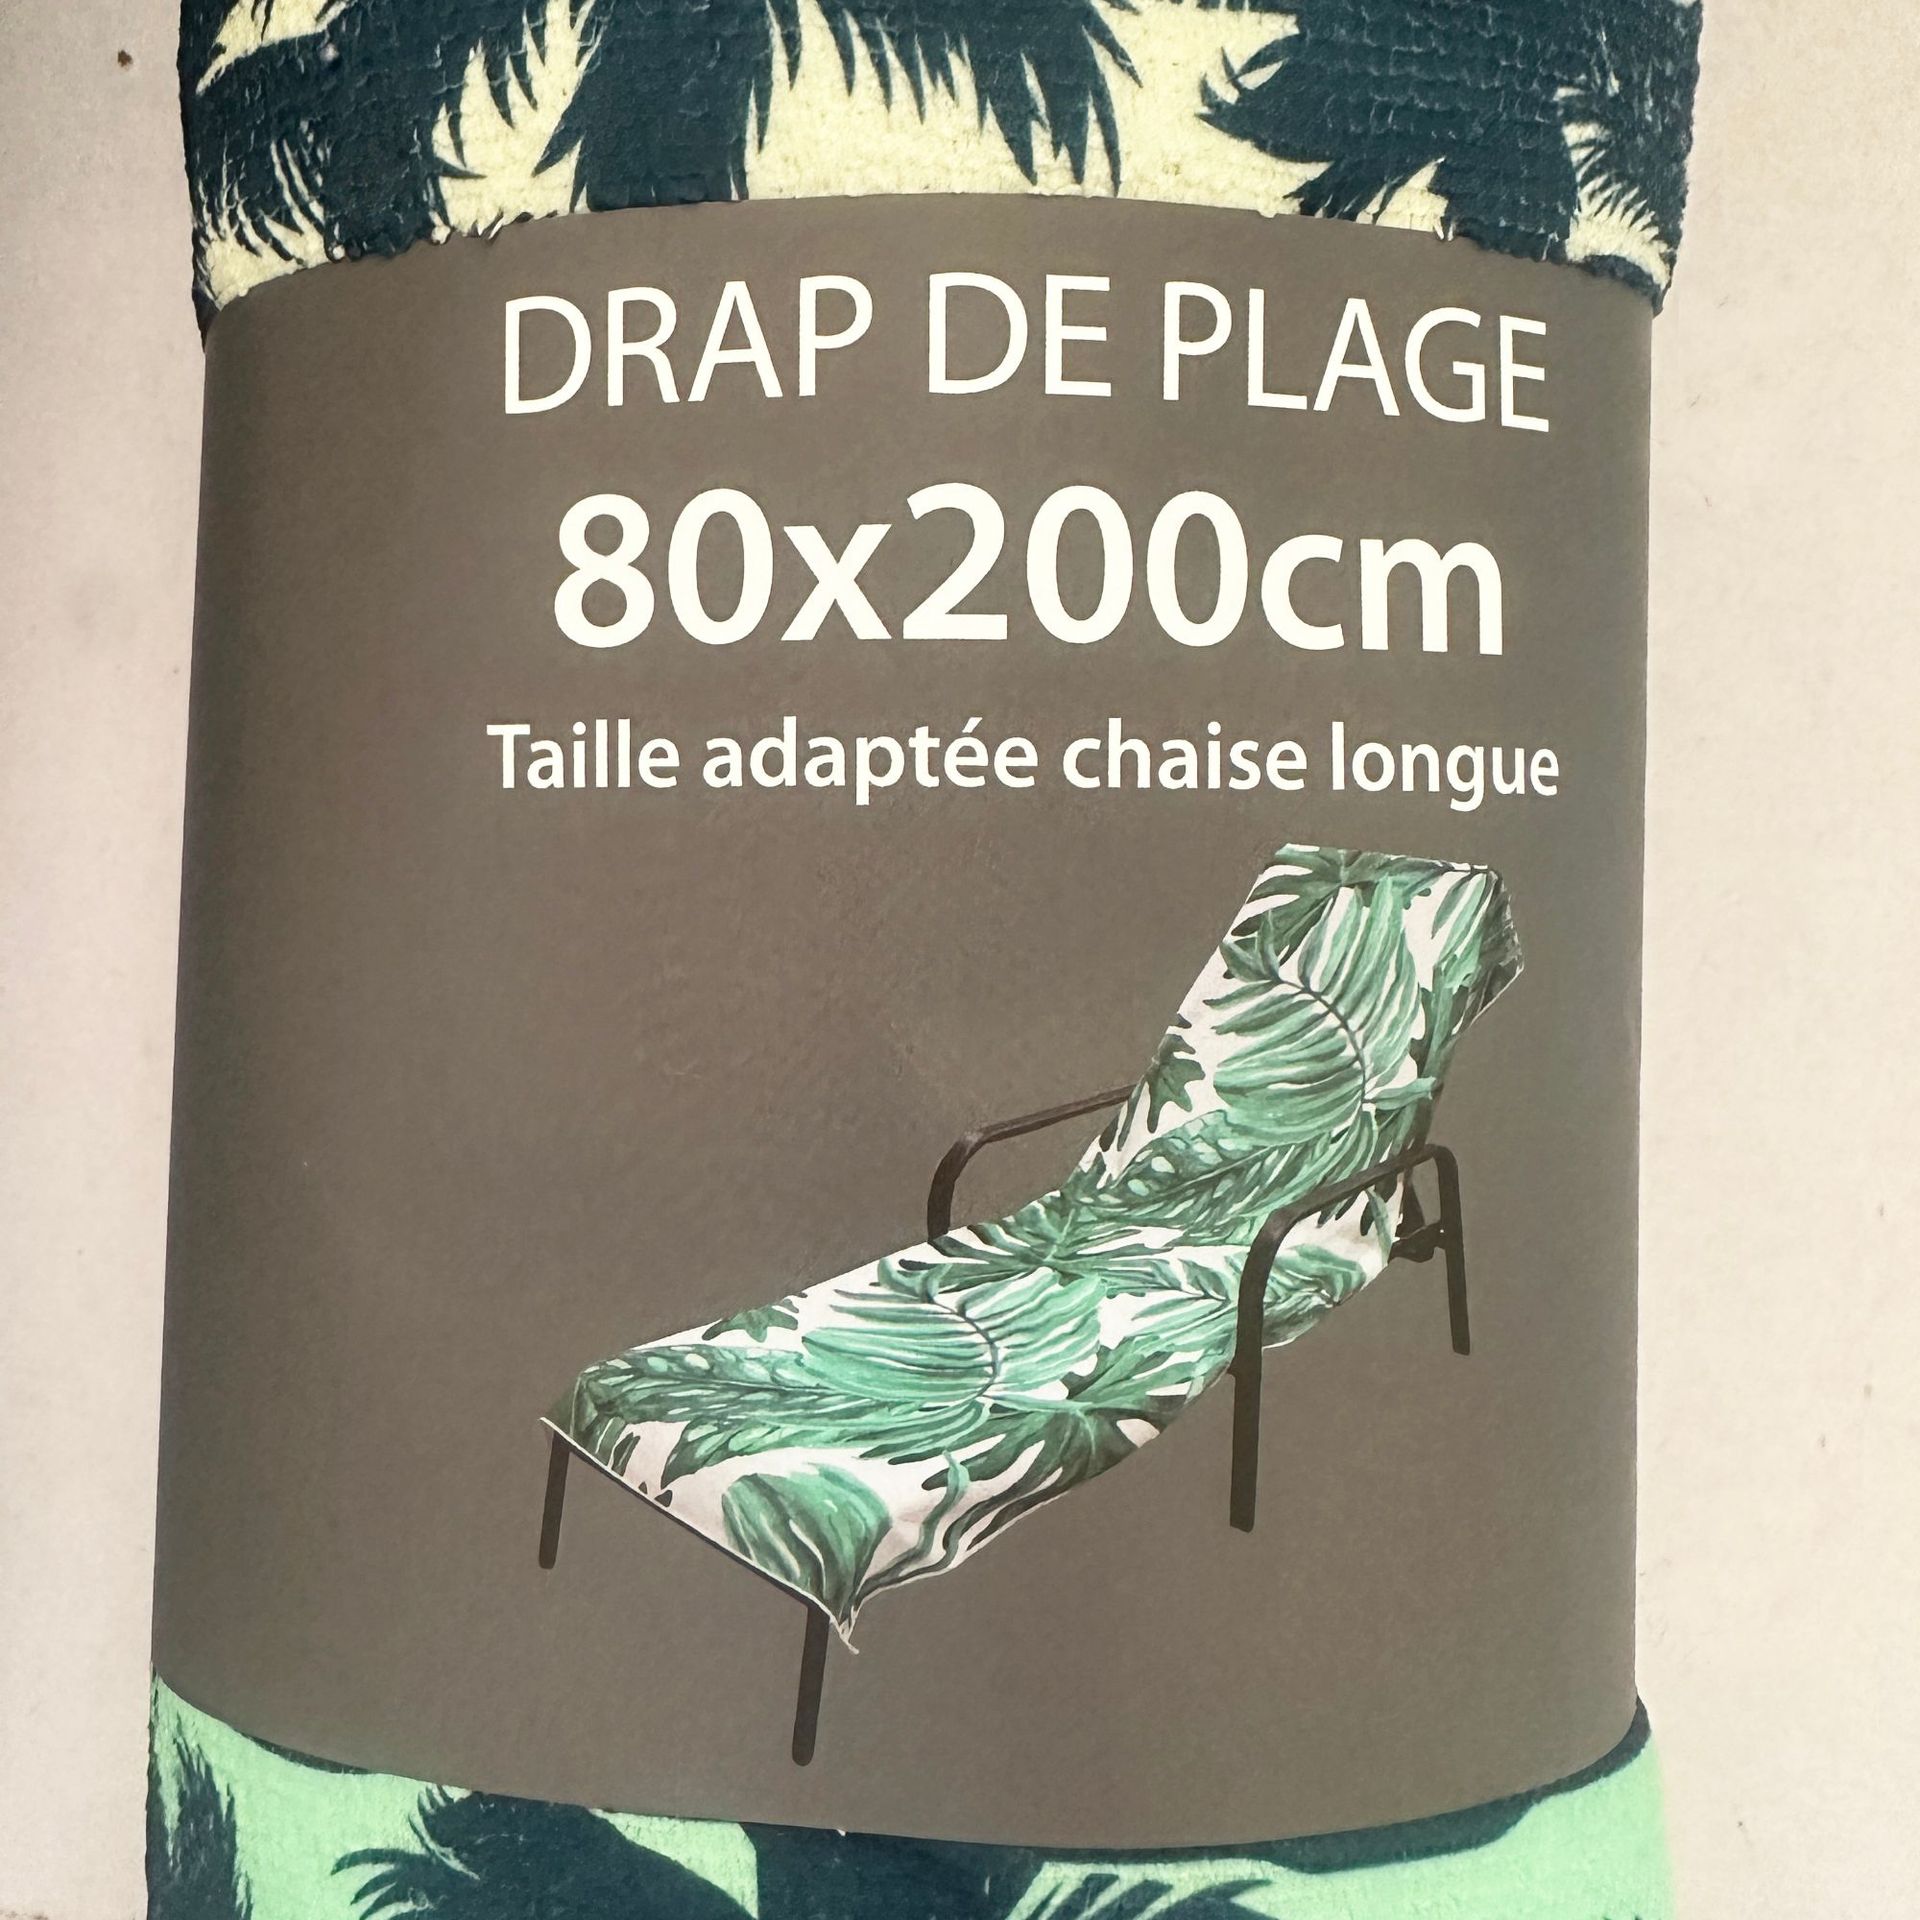 DRAP DE PLAGE
80x200cm
Taille adaptée chaise longue